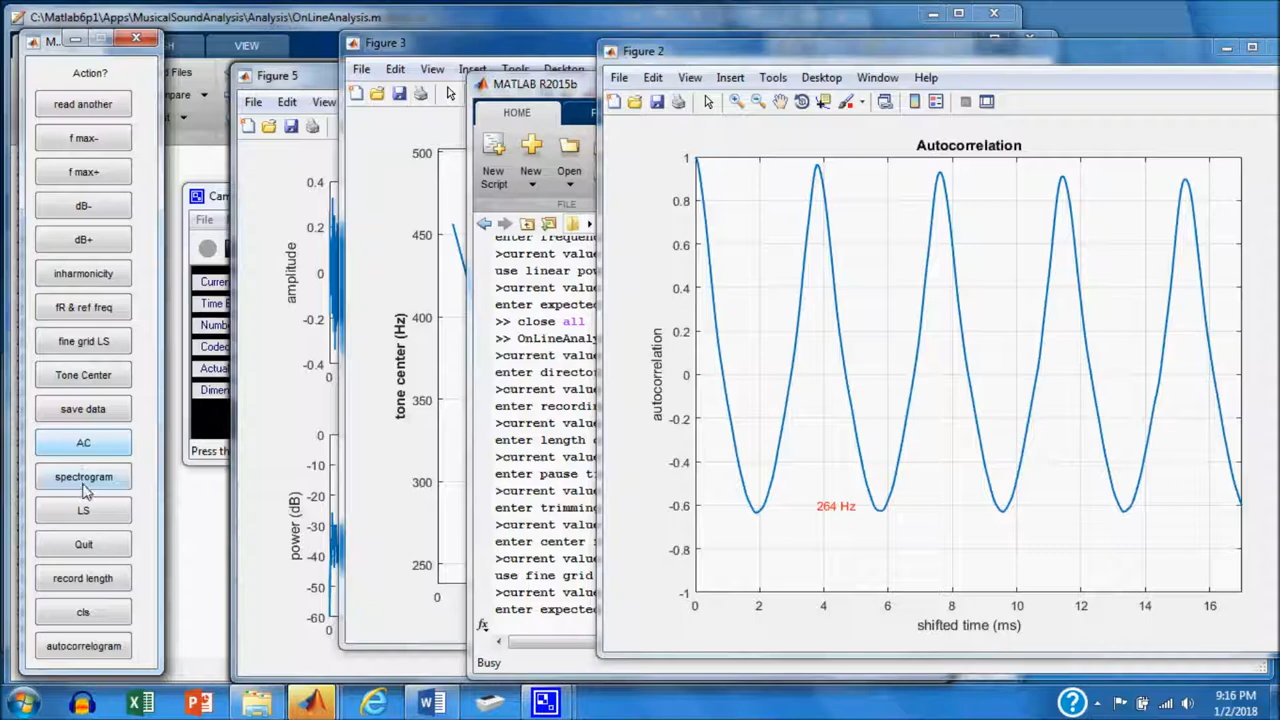 C:\Matlab6p1\Apps\MusicalSoundAnalysis\Analysis\OnLineAnalysis.m
VIEW
M...
Action?
read another
f max-
f max+
dB-
dB+
inharmonicity
fR & ref freq
fine grid LS
Tone Center
save data
AC
spectrogram
LS
Quit
record length
cls
autocorrelogram
Files
Cam
File
Curre
Time E
Numb
Codec
Actua
Dimer
Press th
Figure 5
File Edit View
0.4
0.2
0
-0.2
-0.4
0
amplitude
0
-10
-20
-30
-40
-50
-60
0
power (dB)
Figure 3
File Edit View Insert Tools Desktop
500
450
400
350
300
250
0
tone center (Hz)
MATLAB R2015b
HOME
New Script
New
Open
FILE
enter frequenc
>current value
use linear pow
>current value
enter expected
>> close all
>> OnLineAnaly
>current value
enter director
>current value
enter recordin
>current value
enter length o
>current value
enter pause ti
>current value
enter trimming
>current value
enter center f
>current value
use fine grid
>current value
enter expected
fx
Busy
Figure 2
File Edit View Insert Tools Desktop Window Help
Autocorrelation
1
0.8
0.6
0.4
0.2
0
-0.2
-0.4
-0.6
-0.8
-1
autocorrelation
264 Hz
0 2 4 6 8 10 12 14 16
shifted time (ms)
9:16 PM
1/2/2018